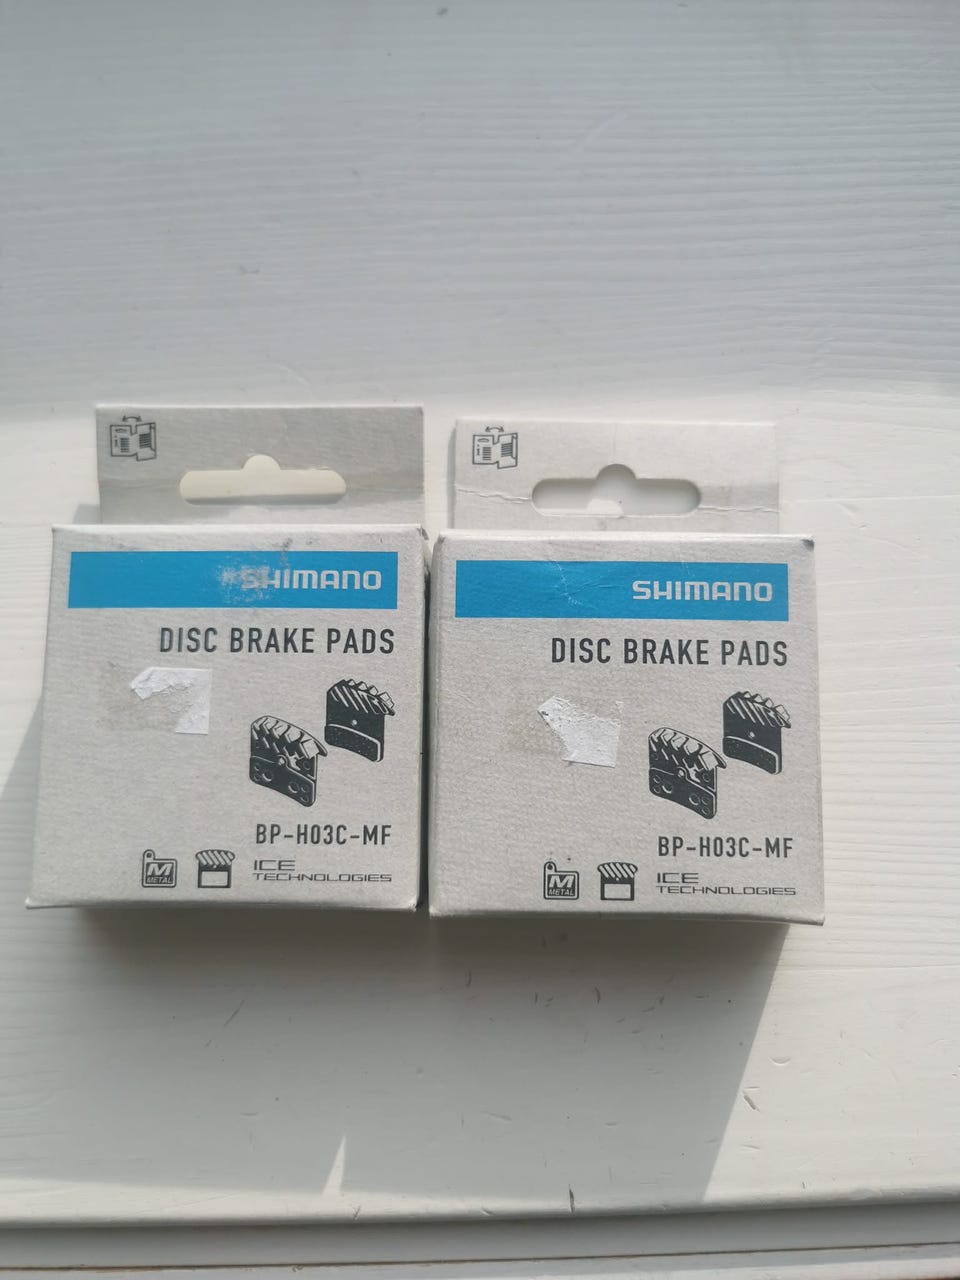 SHIMANO
DISC BRAKE PADS
BP-H03C-MF
M
METAL
ICE
TECHNOLOGIES
SHIMANO
DISC BRAKE PADS
BP-H03C-MF
M
METAL
ICE
TECHNOLOGIES